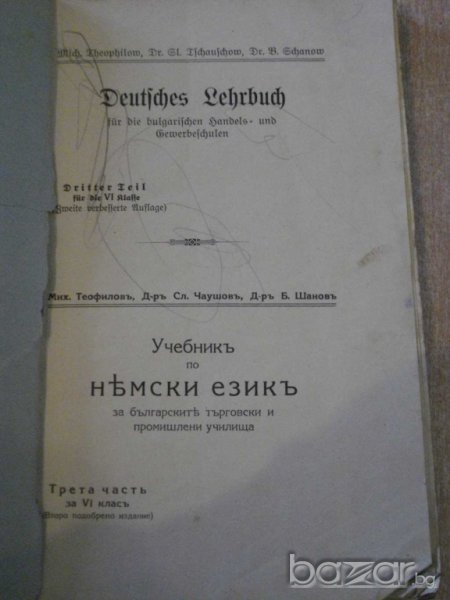 Mich. Theophilow, Dr. Sl. Tschauschow, Dr. B. Schanow
Deutsches Lehrbuch
für die bulgarischen Handels- und
Gewerbeschulen
Dritter Teil
für die VI Klasse
(Zweite verbesserte Auflage)
Мих. Теофиловъ, Д-ръ Сл. Чаушовъ, Д-ръ Б. Шановъ
Учебникъ
по
нѣмски езикъ
за българскитѣ търговски и
промишлени училища
Трета часть
за VI класъ
(Второ подобрено издание)
bazar.bg